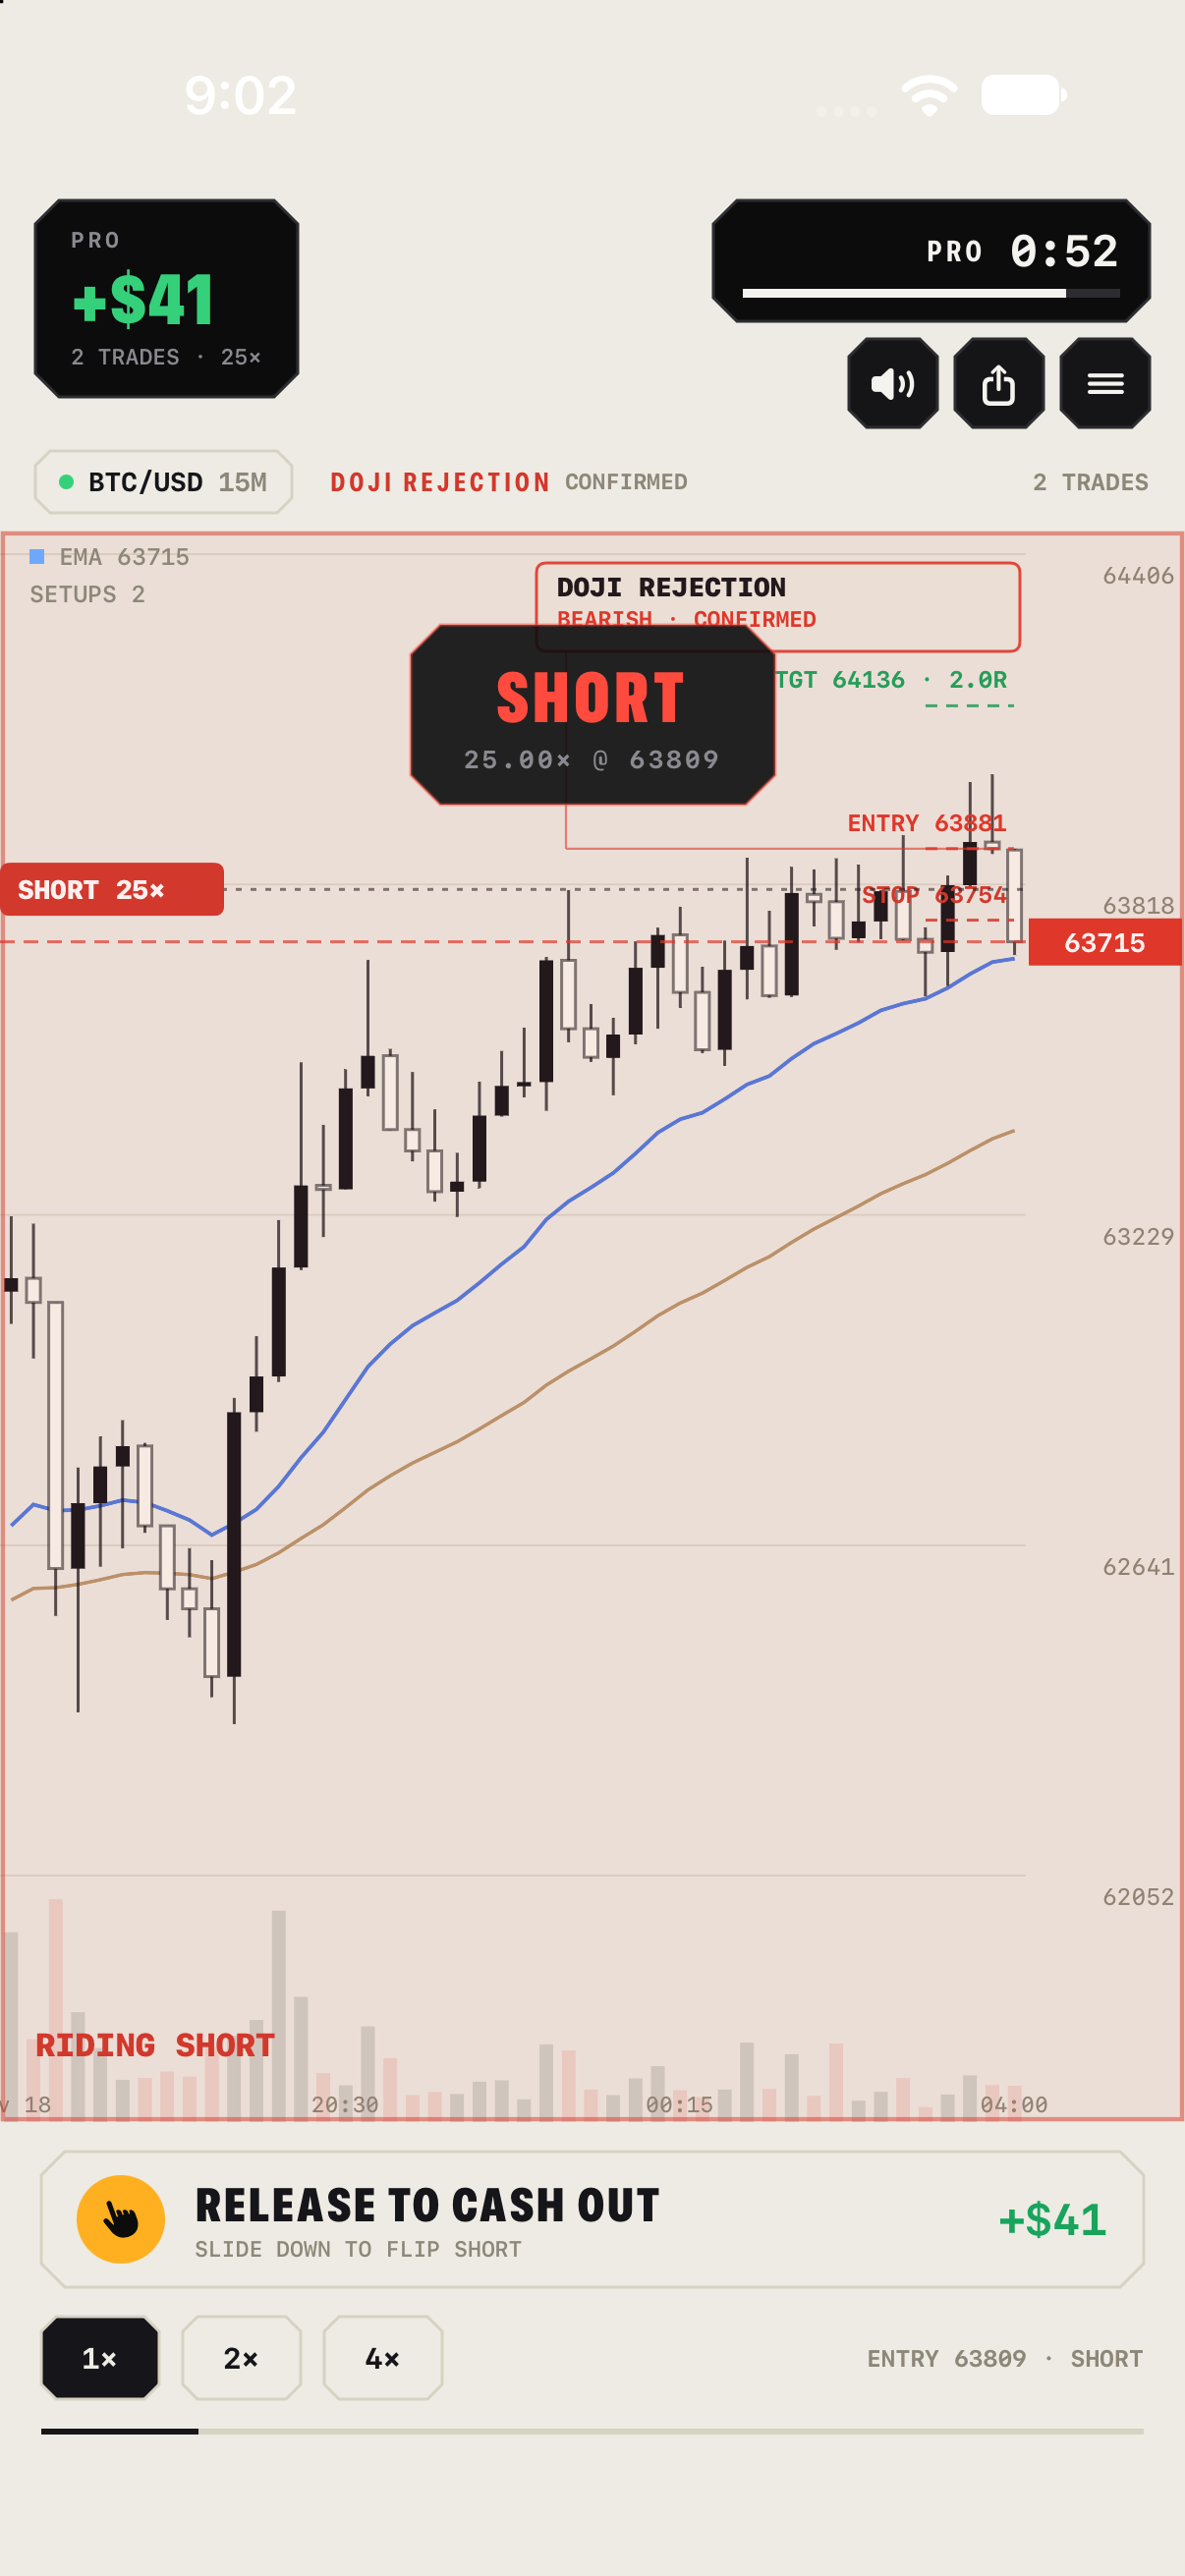 9:02
PRO
+$41
2 TRADES · 25×
PRO 0:52
BTC/USD 15M
DOJI REJECTION CONFIRMED
2 TRADES
EMA 63715
SETUPS 2
64406
DOJI REJECTION
BEARISH · CONFIRMED
SHORT
25.00× @ 63809
TGT 64136 · 2.0R
ENTRY 63881
SHORT 25×
STOP 63754
63818
63715
63229
62641
62052
RIDING SHORT
v 18
20:30
00:15
04:00
RELEASE TO CASH OUT
SLIDE DOWN TO FLIP SHORT
+$41
1×
2×
4×
ENTRY 63809 · SHORT